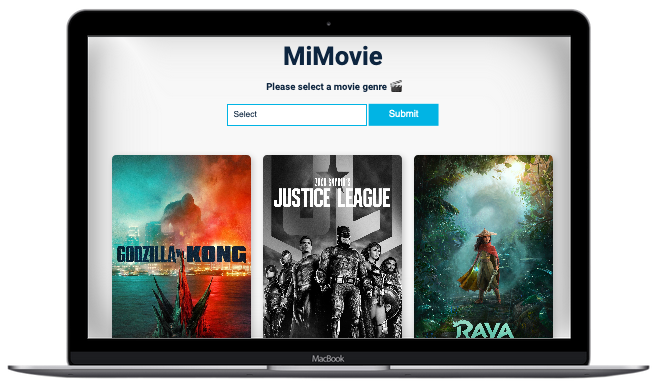 MiMovie
Please select a movie genre 🎬
Select
Submit
GODZILLA VS KONG
ZACK SNYDER'S
JUSTICE LEAGUE
RAYA
MacBook